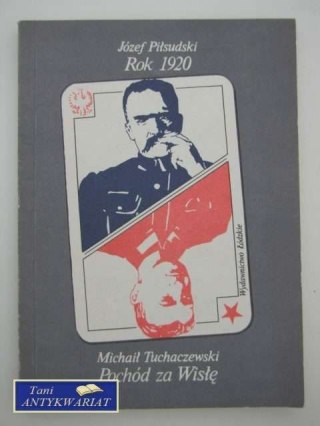 Józef Piłsudski
Rok 1920
Wydawnictwo Łódzkie
Michaił Tuchaczewski
Pochód za Wisłę
Tani
ANTYKWARIAT